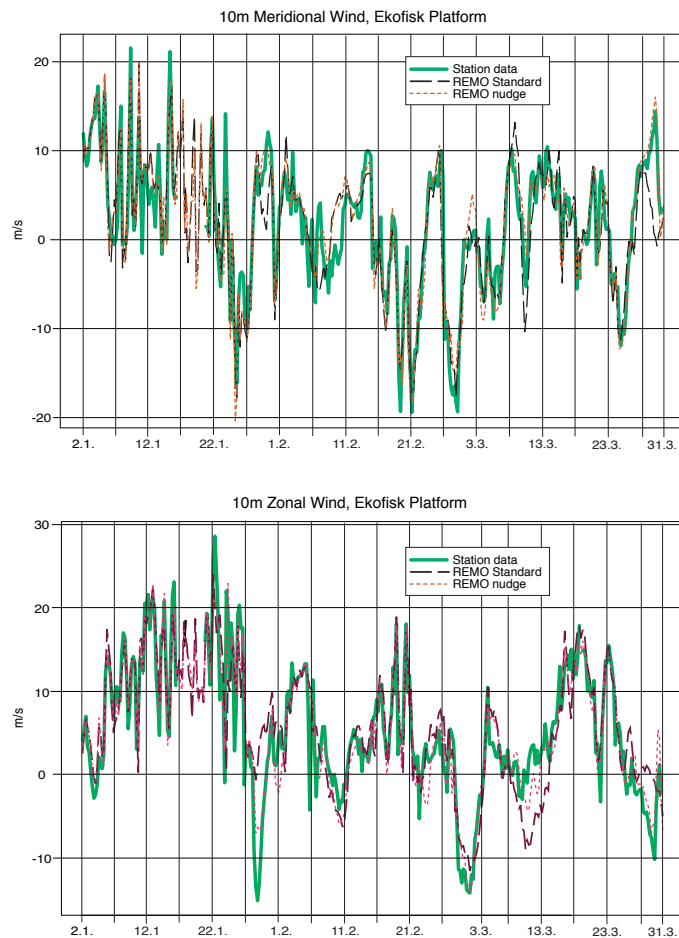 10m Meridional Wind, Ekofisk Platform
20
10
0
-10
-20
m/s
Station data
REMO Standard
REMO nudge
2.1. 12.1 22.1. 1.2. 11.2. 21.2. 3.3. 13.3. 23.3. 31.3.
10m Zonal Wind, Ekofisk Platform
30
20
10
0
-10
m/s
Station data
REMO Standard
REMO nudge
2.1. 12.1 22.1. 1.2. 11.2. 21.2. 3.3. 13.3. 23.3. 31.3.